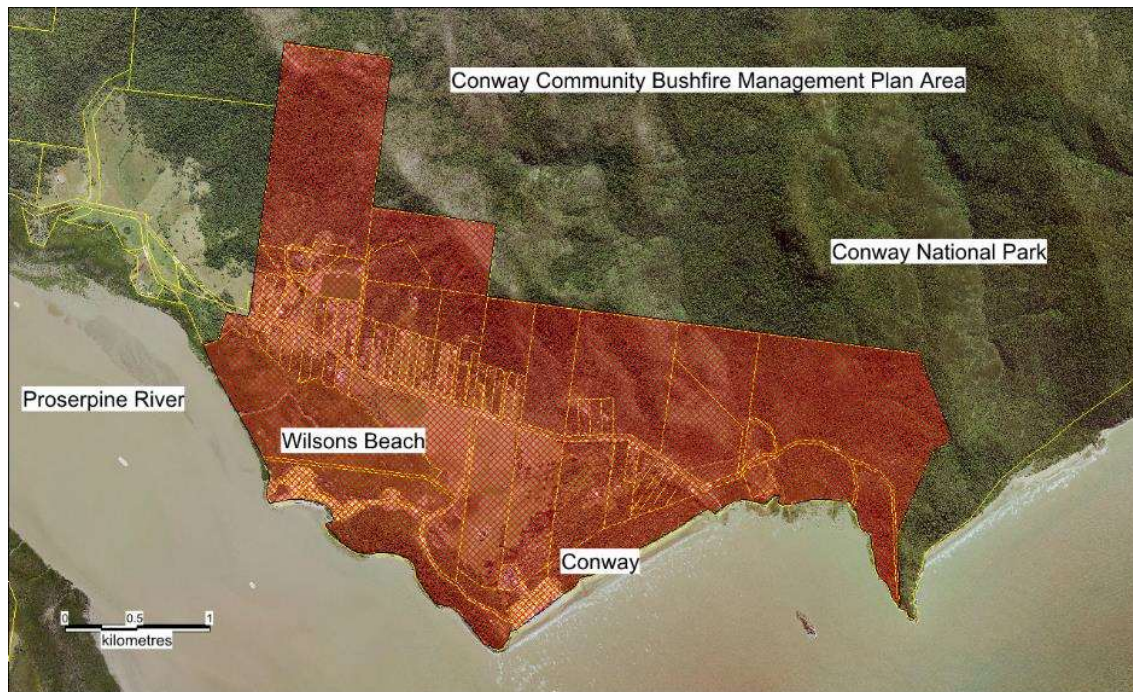 Conway Community Bushfire Management Plan Area
Conway National Park
Proserpine River
Wilsons Beach
Conway
0 0.5 1
kilometres